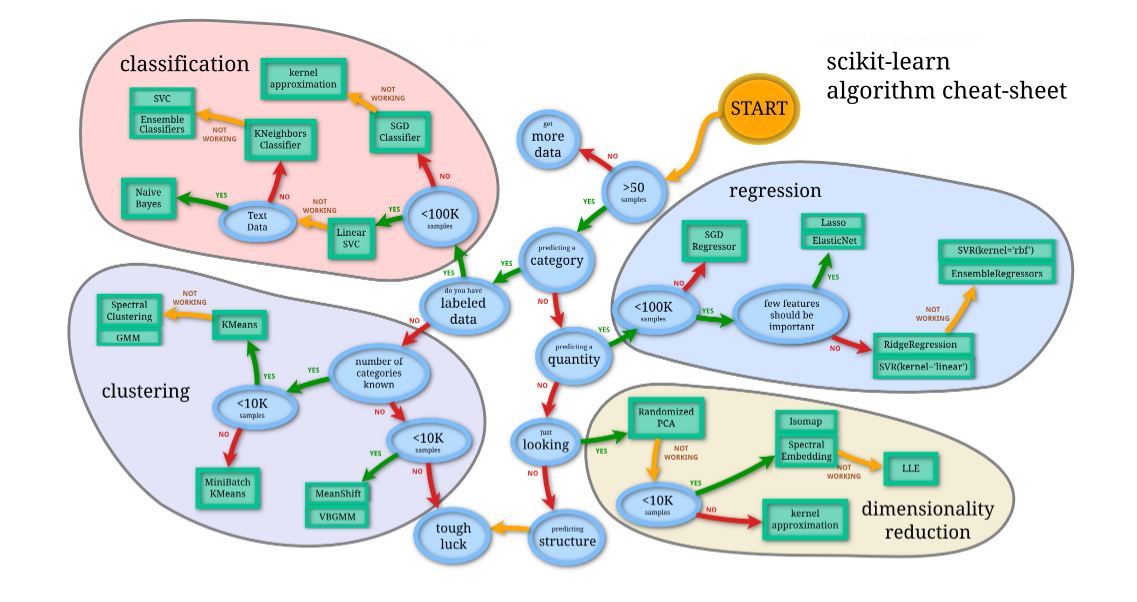 scikit-learn
algorithm cheat-sheet
START
get
more
data
NO
>50
samples
YES
predicting a
category
YES
NO
do you have
labeled
data
YES
NO
predicting a
quantity
YES
NO
just
looking
YES
NO
predicting
structure
tough
luck
classification
kernel
approximation
NOT
WORKING
SGD
Classifier
NO
<100K
samples
YES
Linear
SVC
NOT
WORKING
Text
Data
YES
Naive
Bayes
NO
KNeighbors
Classifier
NOT
WORKING
SVC
Ensemble
Classifiers
clustering
number of
categories
known
YES
NO
<10K
samples
YES
KMeans
NOT
WORKING
Spectral
Clustering
GMM
NO
MiniBatch
KMeans
<10K
samples
YES
NO
MeanShift
VBGMM
regression
<100K
samples
NO
SGD
Regressor
YES
few features
should be
important
YES
Lasso
ElasticNet
NO
RidgeRegression
SVR(kernel='linear')
NOT
WORKING
SVR(kernel='rbf')
EnsembleRegressors
dimensionality
reduction
Randomized
PCA
NOT
WORKING
<10K
samples
YES
Isomap
Spectral
Embedding
NOT
WORKING
LLE
NO
kernel
approximation